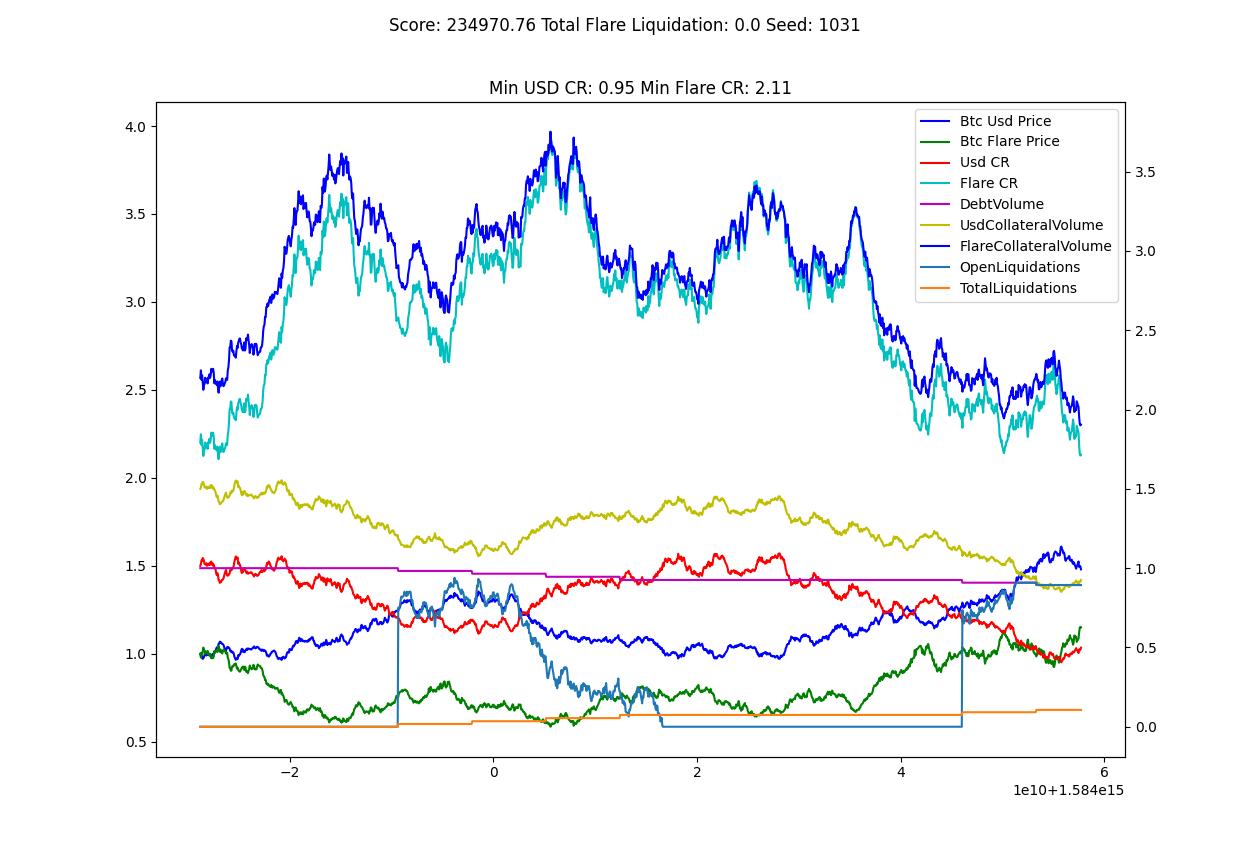 Score: 234970.76 Total Flare Liquidation: 0.0 Seed: 1031
Min USD CR: 0.95 Min Flare CR: 2.11
Btc Usd Price
Btc Flare Price
Usd CR
Flare CR
DebtVolume
UsdCollateralVolume
FlareCollateralVolume
OpenLiquidations
TotalLiquidations
4.0
3.5
3.0
2.5
2.0
1.5
1.0
0.5
3.5
3.0
2.5
2.0
1.5
1.0
0.5
0.0
−2 0 2 4 6
1e10+1.584e15